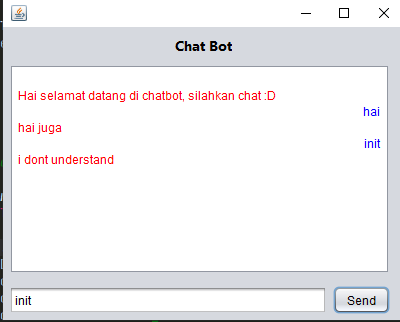 Chat Bot
Hai selamat datang di chatbot, silahkan chat :D
hai
hai juga
init
i dont understand
init
Send